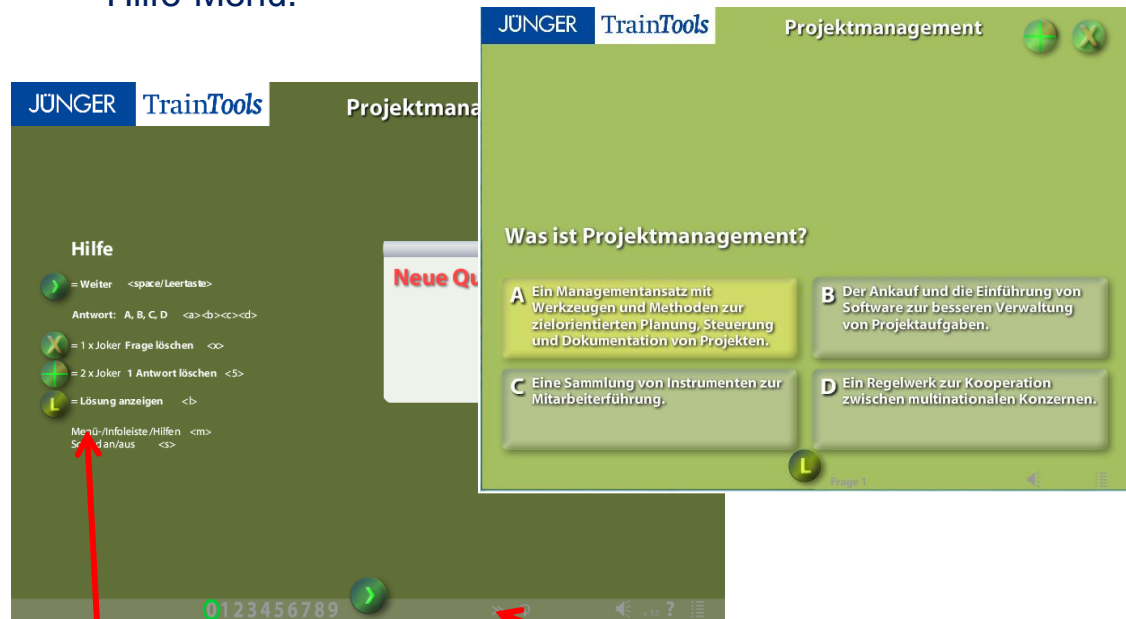 Hilfe-Menü.
JÜNGER TrainTools Projektmana
Hilfe
= Weiter <space/Leertaste>
Antwort: A, B, C, D <a><b><c><d>
= 1 x Joker Frage löschen <x>
= 2 x Joker 1 Antwort löschen <5>
L = Lösung anzeigen <l>
Menü-/Infoleiste/Hilfen <m>
Sound an/aus <s>
Neue Qu
0123456789
?
JÜNGER TrainTools Projektmanagement
Was ist Projektmanagement?
A Ein Managementansatz mit
Werkzeugen und Methoden zur
zielorientierten Planung, Steuerung
und Dokumentation von Projekten.
B Der Ankauf und die Einführung von
Software zur besseren Verwaltung
von Projektaufgaben.
C Eine Sammlung von Instrumenten zur
Mitarbeiterführung.
D Ein Regelwerk zur Kooperation
zwischen multinationalen Konzernen.
L
Frage 1